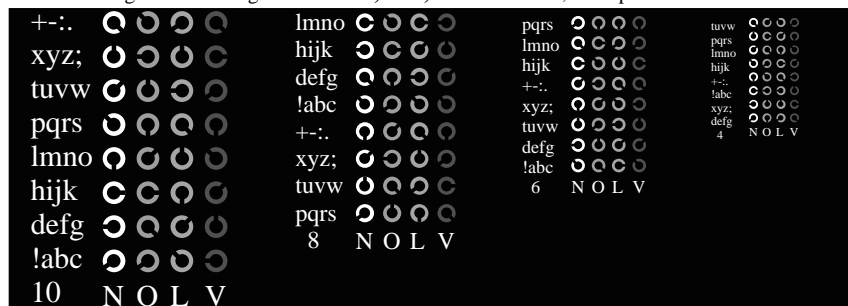 +-:.
xyz;
tuvw
pqrs
lmno
hijk
defg
!abc
10 N O L V
lmno
hijk
defg
!abc
+-:.
xyz;
tuvw
pqrs
8 N O L V
pqrs
lmno
hijk
+-:.
xyz;
tuvw
defg
!abc
6 N O L V
tuvw
pqrs
lmno
hijk
+-:.
!abc
xyz;
defg
4 N O L V